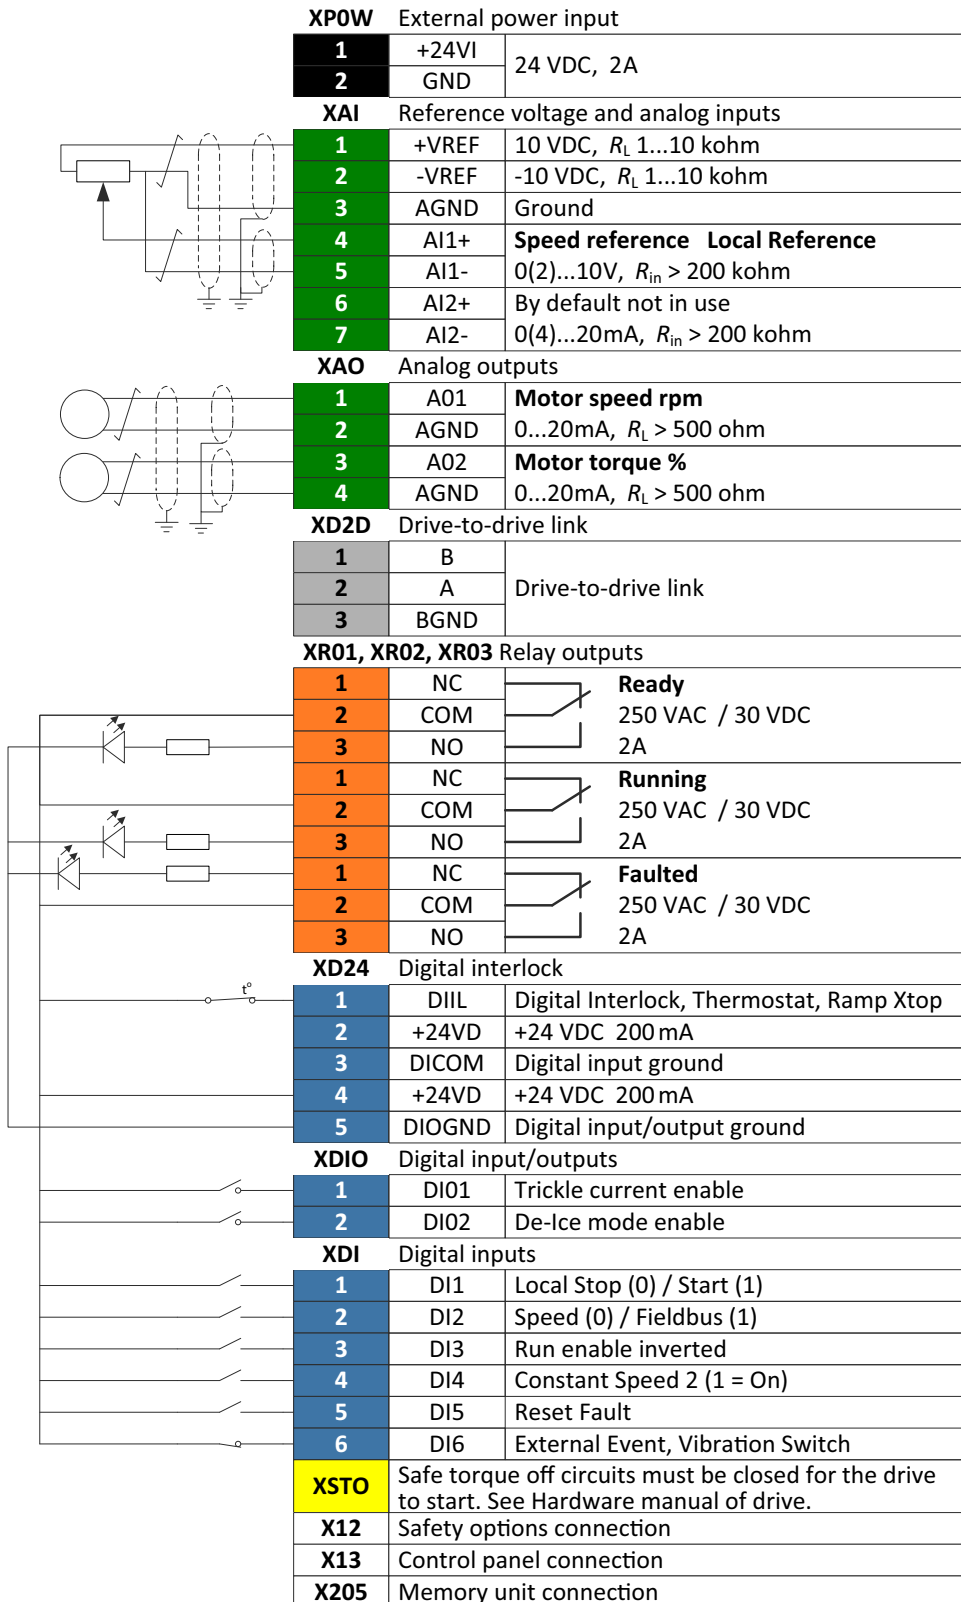 XP0W External power input
1 +24VI 24 VDC, 2A
2 GND
XAI Reference voltage and analog inputs
1 +VREF 10 VDC, RL 1...10 kohm
2 -VREF -10 VDC, RL 1...10 kohm
3 AGND Ground
4 AI1+ Speed reference Local Reference
5 AI1- 0(2)...10V, Rin > 200 kohm
6 AI2+ By default not in use
7 AI2- 0(4)...20mA, Rin > 200 kohm
XAO Analog outputs
1 A01 Motor speed rpm
2 AGND 0...20mA, RL > 500 ohm
3 A02 Motor torque %
4 AGND 0...20mA, RL > 500 ohm
XD2D Drive-to-drive link
1 B
2 A Drive-to-drive link
3 BGND
XR01, XR02, XR03 Relay outputs
1 NC Ready
2 COM 250 VAC / 30 VDC
3 NO 2A
1 NC Running
2 COM 250 VAC / 30 VDC
3 NO 2A
1 NC Faulted
2 COM 250 VAC / 30 VDC
3 NO 2A
XD24 Digital interlock
t° 1 DIIL Digital Interlock, Thermostat, Ramp Xtop
2 +24VD +24 VDC 200 mA
3 DICOM Digital input ground
4 +24VD +24 VDC 200 mA
5 DIOGND Digital input/output ground
XDIO Digital input/outputs
1 DI01 Trickle current enable
2 DI02 De-Ice mode enable
XDI Digital inputs
1 DI1 Local Stop (0) / Start (1)
2 DI2 Speed (0) / Fieldbus (1)
3 DI3 Run enable inverted
4 DI4 Constant Speed 2 (1 = On)
5 DI5 Reset Fault
6 DI6 External Event, Vibration Switch
XSTO Safe torque off circuits must be closed for the drive
to start. See Hardware manual of drive.
X12 Safety options connection
X13 Control panel connection
X205 Memory unit connection